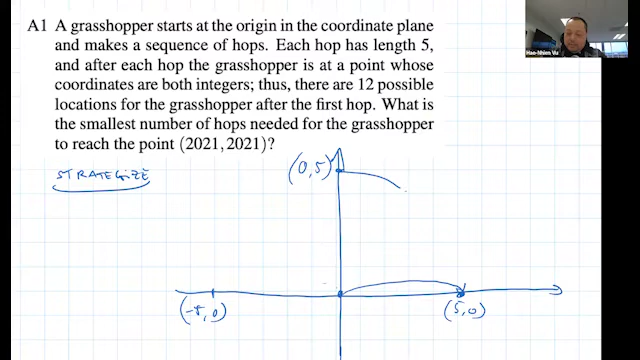 A1 A grasshopper starts at the origin in the coordinate plane
and makes a sequence of hops. Each hop has length 5,
and after each hop the grasshopper is at a point whose
coordinates are both integers; thus, there are 12 possible
locations for the grasshopper after the first hop. What is
the smallest number of hops needed for the grasshopper
to reach the point (2021, 2021)?
STRATEGIZE
(0,5)
(-5,0)
(5,0)
Han-Nhien Vu